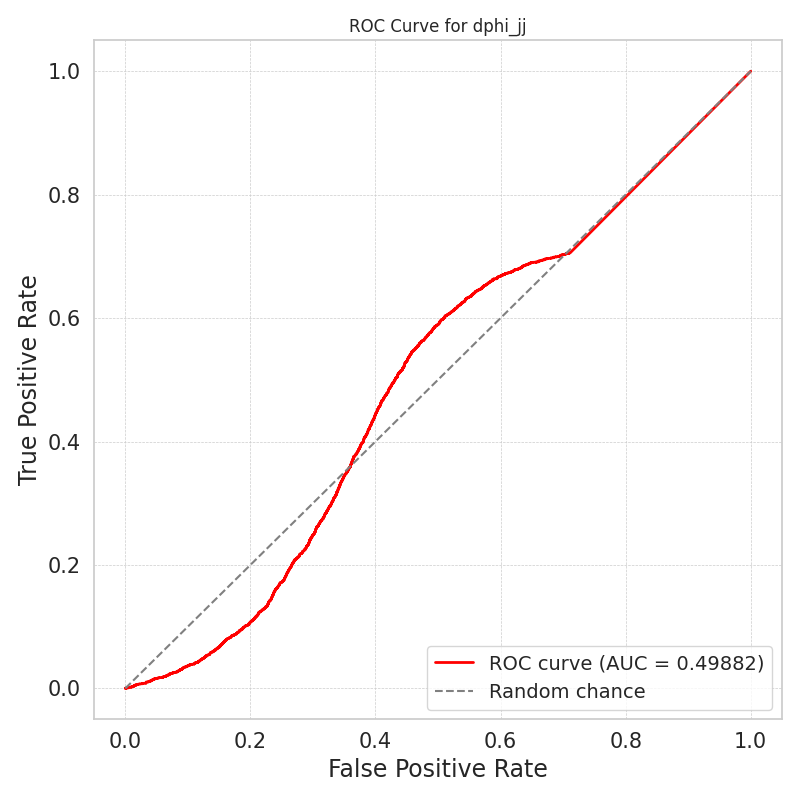 ROC Curve for dphi_jj
True Positive Rate
1.0
0.8
0.6
0.4
0.2
0.0
ROC curve (AUC = 0.49882)
Random chance
0.0 0.2 0.4 0.6 0.8 1.0
False Positive Rate